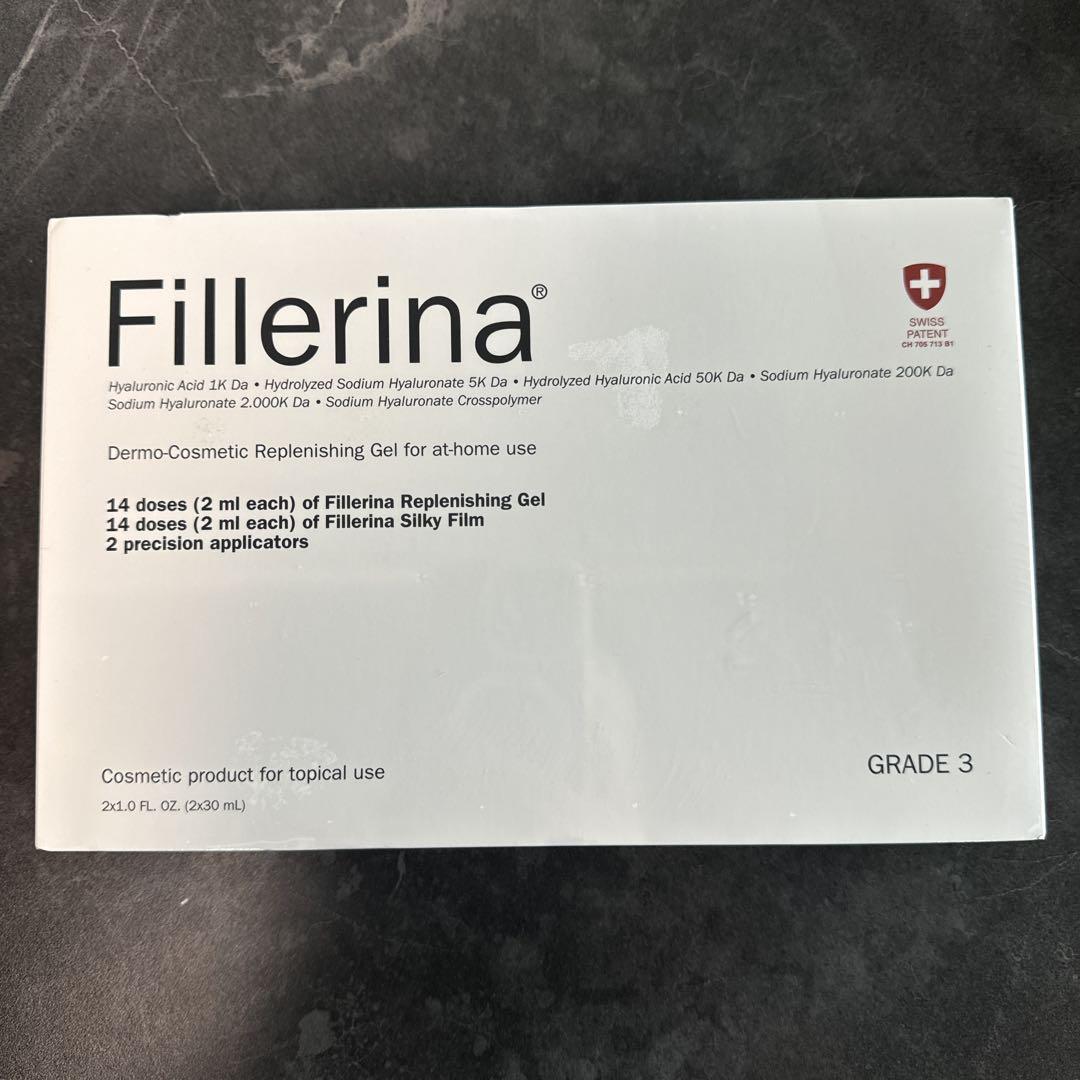 Fillerina®
SWISS
PATENT
CH 705 713 B1
Hyaluronic Acid 1K Da • Hydrolyzed Sodium Hyaluronate 5K Da • Hydrolyzed Hyaluronic Acid 50K Da • Sodium Hyaluronate 200K Da
Sodium Hyaluronate 2.000K Da • Sodium Hyaluronate Crosspolymer
Dermo-Cosmetic Replenishing Gel for at-home use
14 doses (2 ml each) of Fillerina Replenishing Gel
14 doses (2 ml each) of Fillerina Silky Film
2 precision applicators
GRADE 3
Cosmetic product for topical use
2x1.0 FL. OZ. (2x30 mL)